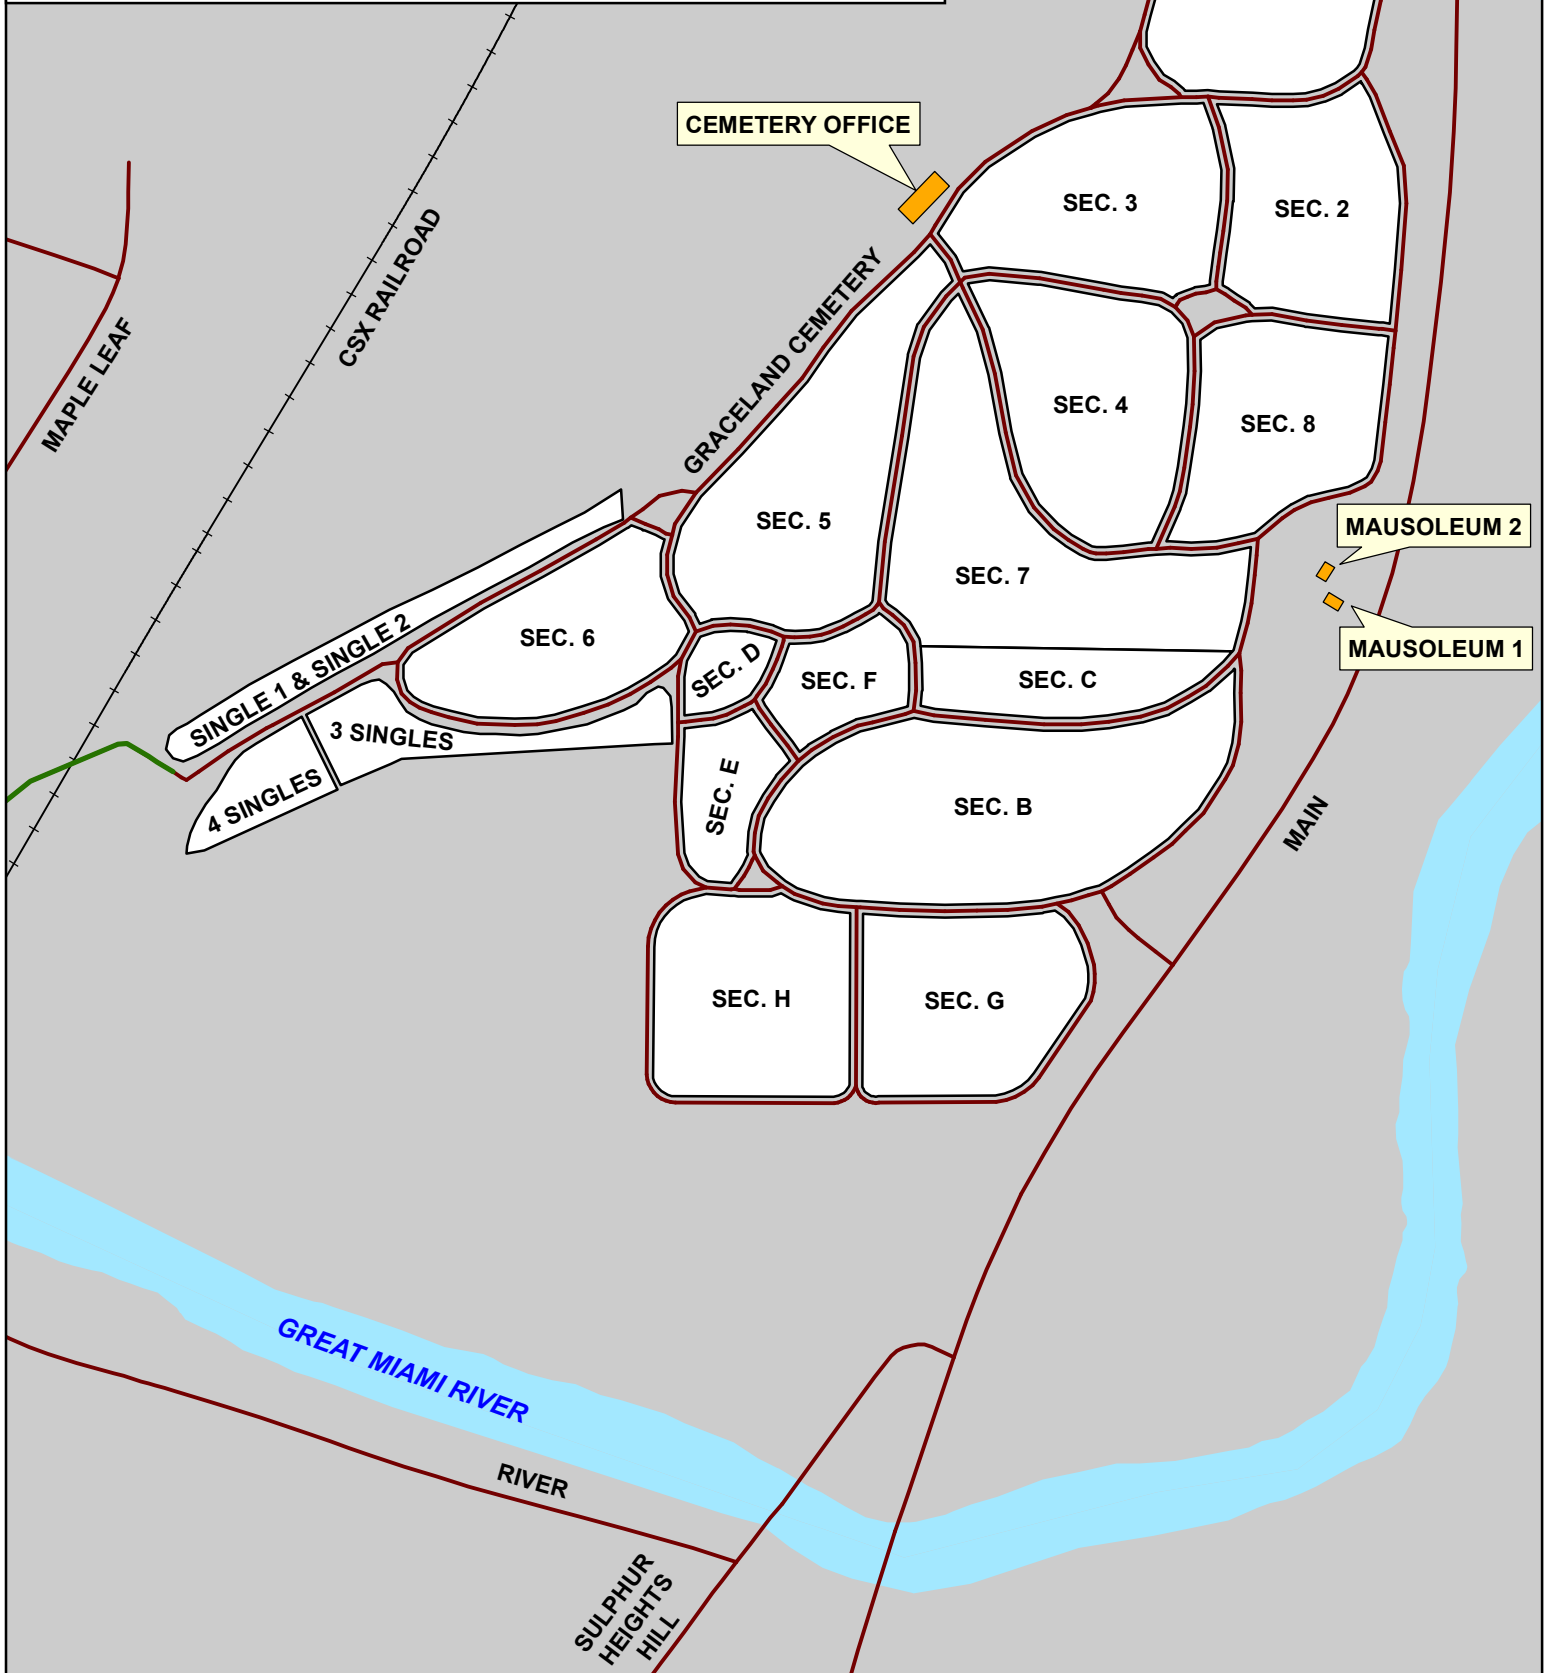 CEMETERY OFFICE
SEC. 3
SEC. 2
CSX RAILROAD
GRACELAND CEMETERY
MAPLE LEAF
SEC. 4
SEC. 8
SEC. 5
MAUSOLEUM 2
SEC. 7
SEC. 6
MAUSOLEUM 1
SINGLE 1 & SINGLE 2
SEC. D
SEC. F
SEC. C
3 SINGLES
4 SINGLES
SEC. E
SEC. B
MAIN
SEC. H
SEC. G
GREAT MIAMI RIVER
RIVER
SULPHUR
HEIGHTS
HILL